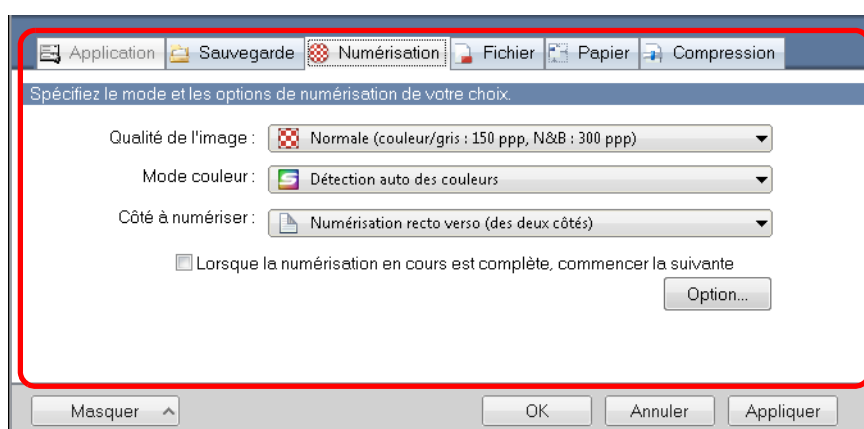 Application Sauvegarde Numérisation Fichier Papier Compression
Spécifiez le mode et les options de numérisation de votre choix.
Qualité de l'image : Normale (couleur/gris : 150 ppp, N&B : 300 ppp)
Mode couleur : Détection auto des couleurs
Côté à numériser : Numérisation recto verso (des deux côtés)
Lorsque la numérisation en cours est complète, commencer la suivante
Option...
Masquer OK Annuler Appliquer